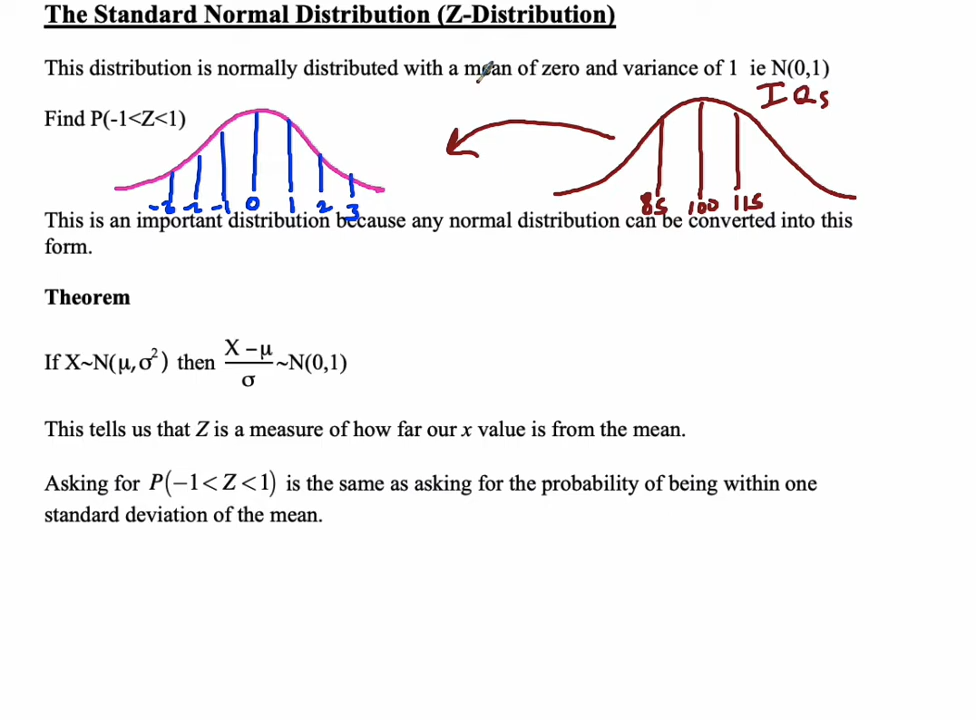 The Standard Normal Distribution (Z-Distribution)
This distribution is normally distributed with a mean of zero and variance of 1 ie N(0,1)
IQs
Find P(-1<Z<1)
-1 0 1 2 3
85 100 115
This is an important distribution because any normal distribution can be converted into this
form.
Theorem
If X~N(μ,σ²) then (X−μ)/σ ~N(0,1)
This tells us that Z is a measure of how far our x value is from the mean.
Asking for P(−1<Z<1) is the same as asking for the probability of being within one
standard deviation of the mean.